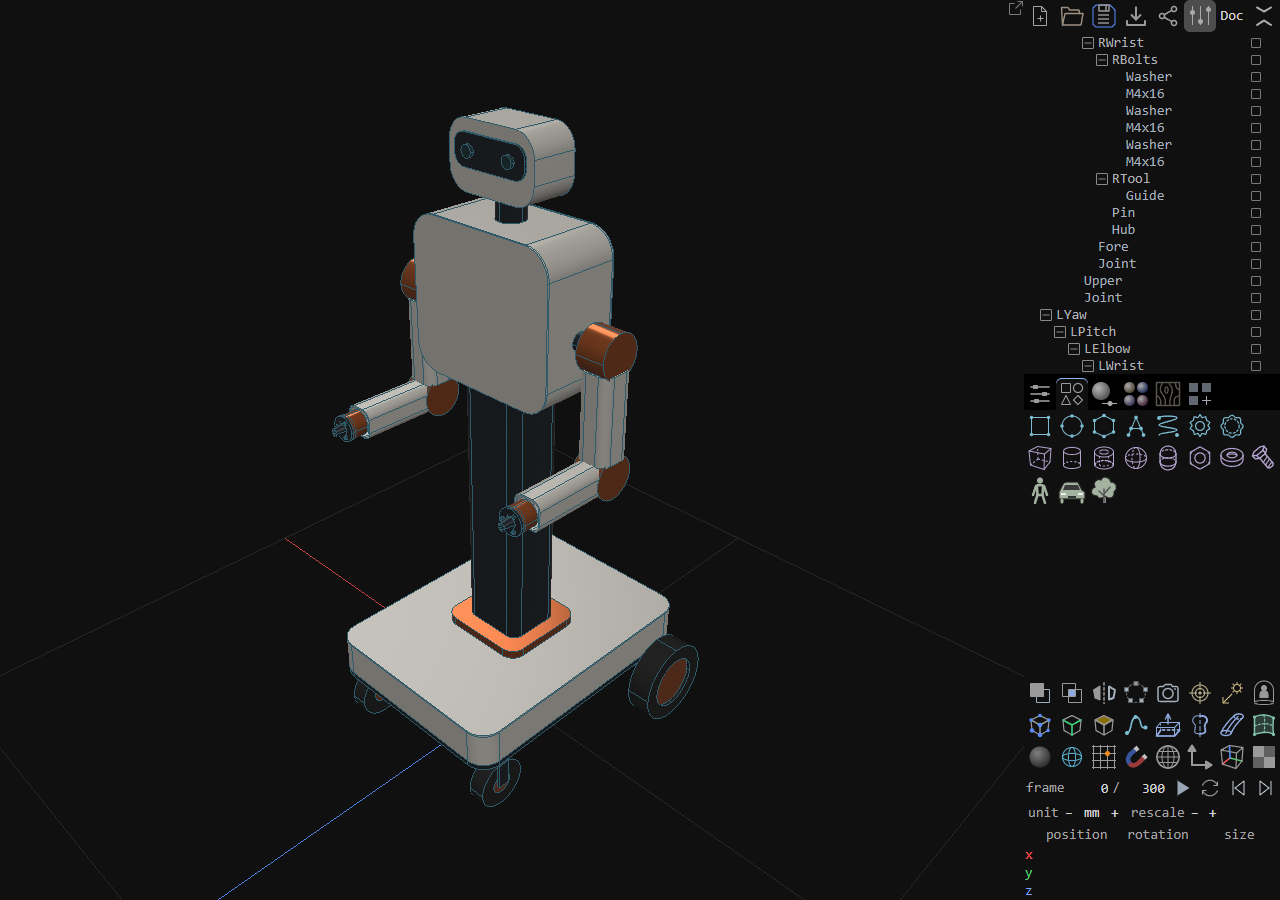 Doc
RWrist
RBolts
Washer
M4x16
Washer
M4x16
Washer
M4x16
RTool
Guide
Pin
Hub
Fore
Joint
Upper
Joint
LYaw
LPitch
LElbow
LWrist
frame 0 / 300
unit – mm + rescale – +
position rotation size
x
y
z